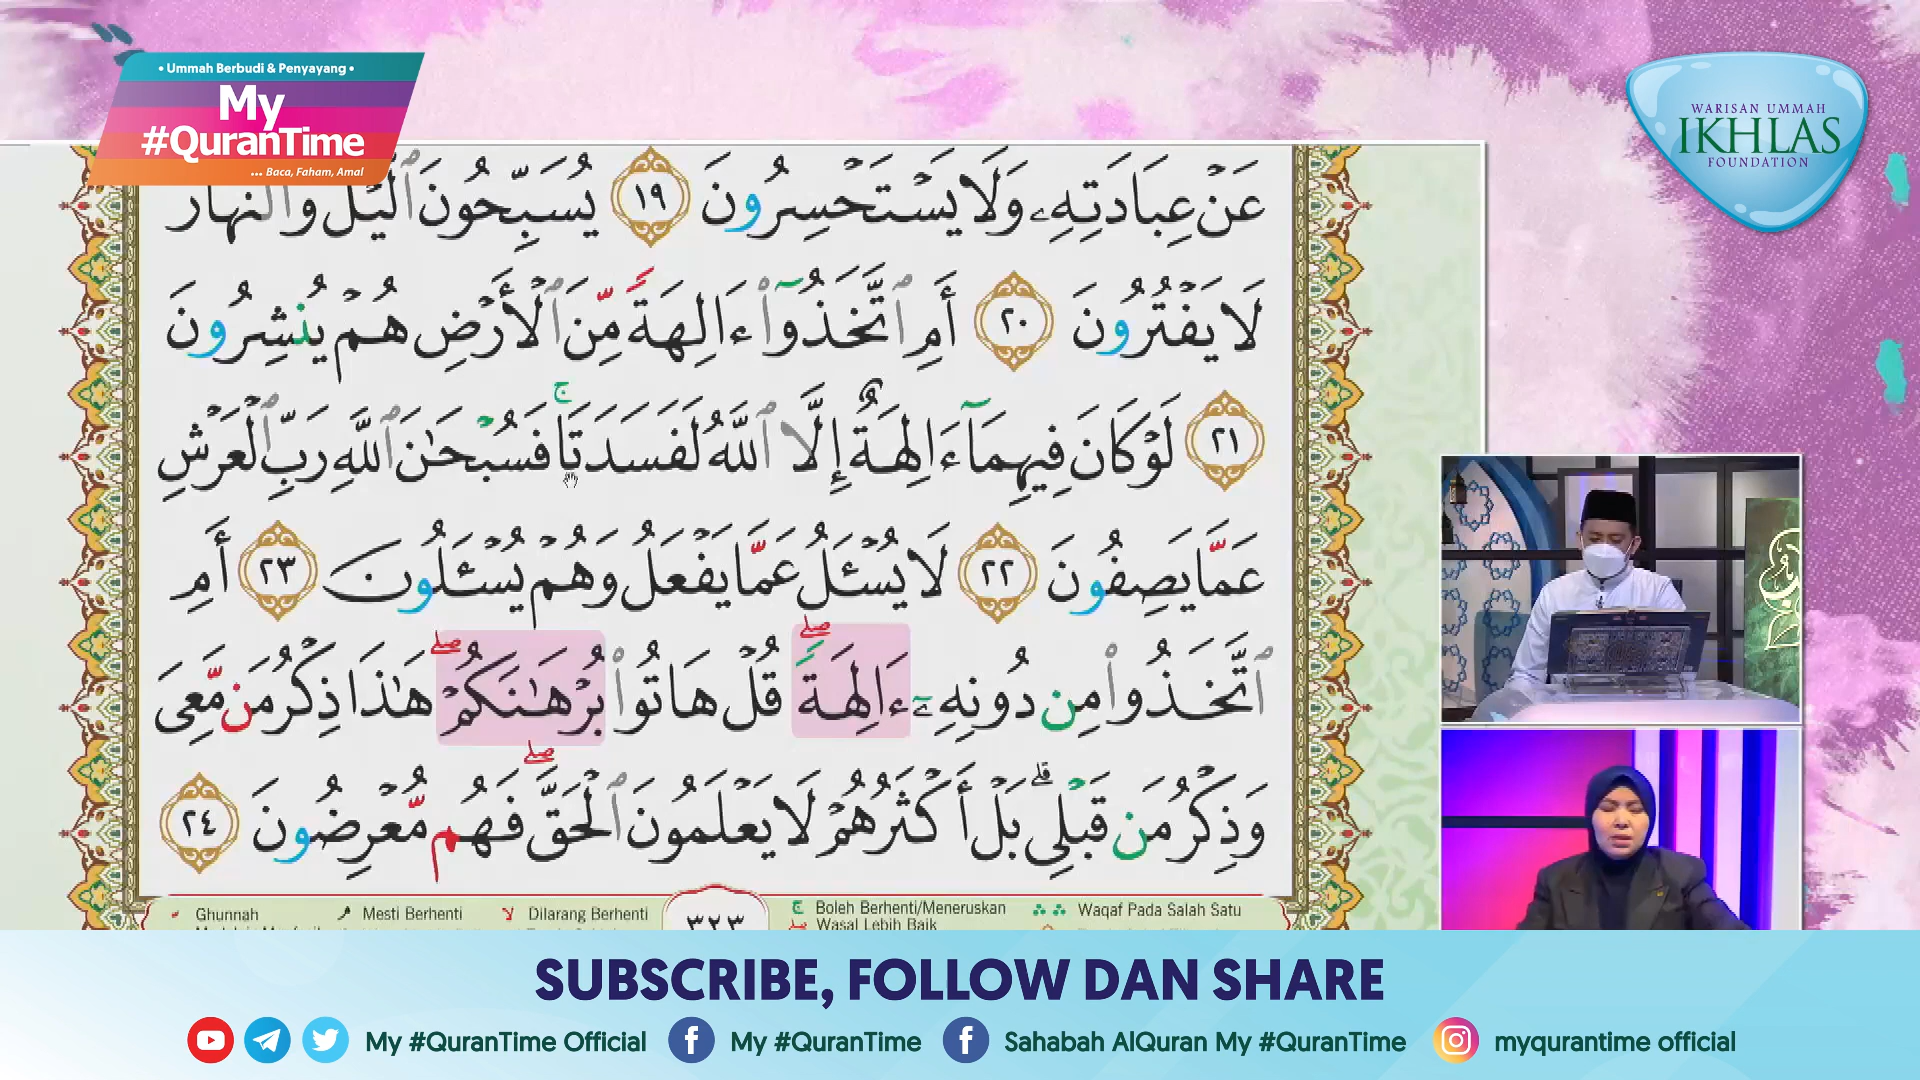 • Ummah Berbudi & Penyayang •
My
#QuranTime
... Baca, Faham, Amal
WARISAN UMMAH
IKHLAS
FOUNDATION
عَنْ عِبَادَتِهِۦ وَلَا يَسْتَحْسِرُونَ ١٩ يُسَبِّحُونَ ٱلَّيْلَ وَٱلنَّهَارَ
لَا يَفْتُرُونَ ٢٠ أَمِ ٱتَّخَذُوٓا۟ ءَالِهَةً مِّنَ ٱلْأَرْضِ هُمْ يُنشِرُونَ
٢١ لَوْ كَانَ فِيهِمَآ ءَالِهَةٌ إِلَّا ٱللَّهُ لَفَسَدَتَا ۚ فَسُبْحَـٰنَ ٱللَّهِ رَبِّ ٱلْعَرْشِ
عَمَّا يَصِفُونَ ٢٢ لَا يُسْـَٔلُ عَمَّا يَفْعَلُ وَهُمْ يُسْـَٔلُونَ ٢٣ أَمِ
ٱتَّخَذُوا۟ مِن دُونِهِۦٓ ءَالِهَةً ۖ قُلْ هَاتُوا۟ بُرْهَـٰنَكُمْ ۖ هَـٰذَا ذِكْرُ مَن مَّعِىَ
وَذِكْرُ مَن قَبْلِى ۗ بَلْ أَكْثَرُهُمْ لَا يَعْلَمُونَ ٱلْحَقَّ ۖ فَهُم مُّعْرِضُونَ ٢٤
Ghunnah
Mesti Berhenti
Dilarang Berhenti
٣٢٣
Boleh Berhenti/Meneruskan
Waqaf Pada Salah Satu
Wasal Lebih Baik
SUBSCRIBE, FOLLOW DAN SHARE
My #QuranTime Official
My #QuranTime
Sahabah AlQuran My #QuranTime
myqurantime official